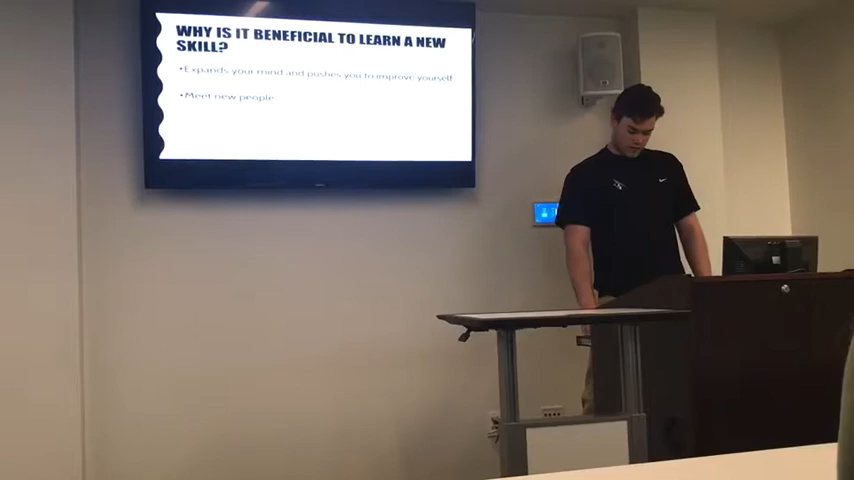 WHY IS IT BENEFICIAL TO LEARN A NEW
SKILL?
•Expands your mind and pushes you to improve yourself
•Meet new people